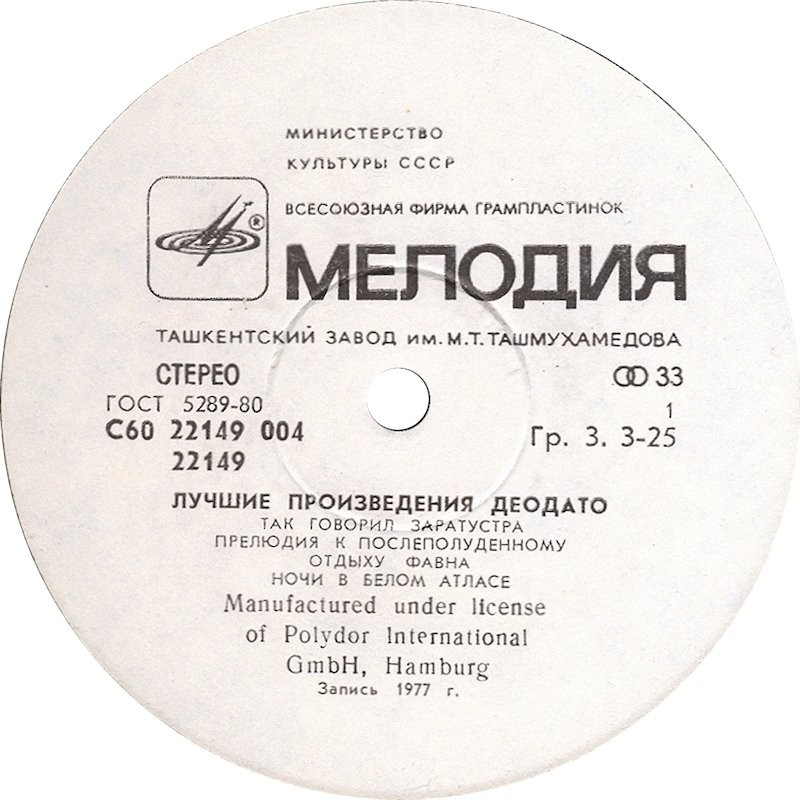 МИНИСТЕРСТВО
КУЛЬТУРЫ СССР
ВСЕСОЮЗНАЯ ФИРМА ГРАМПЛАСТИНОК
®
МЕЛОДИЯ
ТАШКЕНТСКИЙ ЗАВОД ИМ. М.Т. ТАШМУХАМЕДОВА
СТЕРЕО 33
ГОСТ 5289-80 1
С60 22149 004 Гр. 3. 3-25
22149
ЛУЧШИЕ ПРОИЗВЕДЕНИЯ ДЕОДАТО
ТАК ГОВОРИЛ ЗАРАТУСТРА
ПРЕЛЮДИЯ К ПОСЛЕПОЛУДЕННОМУ
ОТДЫХУ ФАВНА
НОЧИ В БЕЛОМ АТЛАСЕ
Manufactured under license
of Polydor International
GmbH, Hamburg
Запись 1977 г.